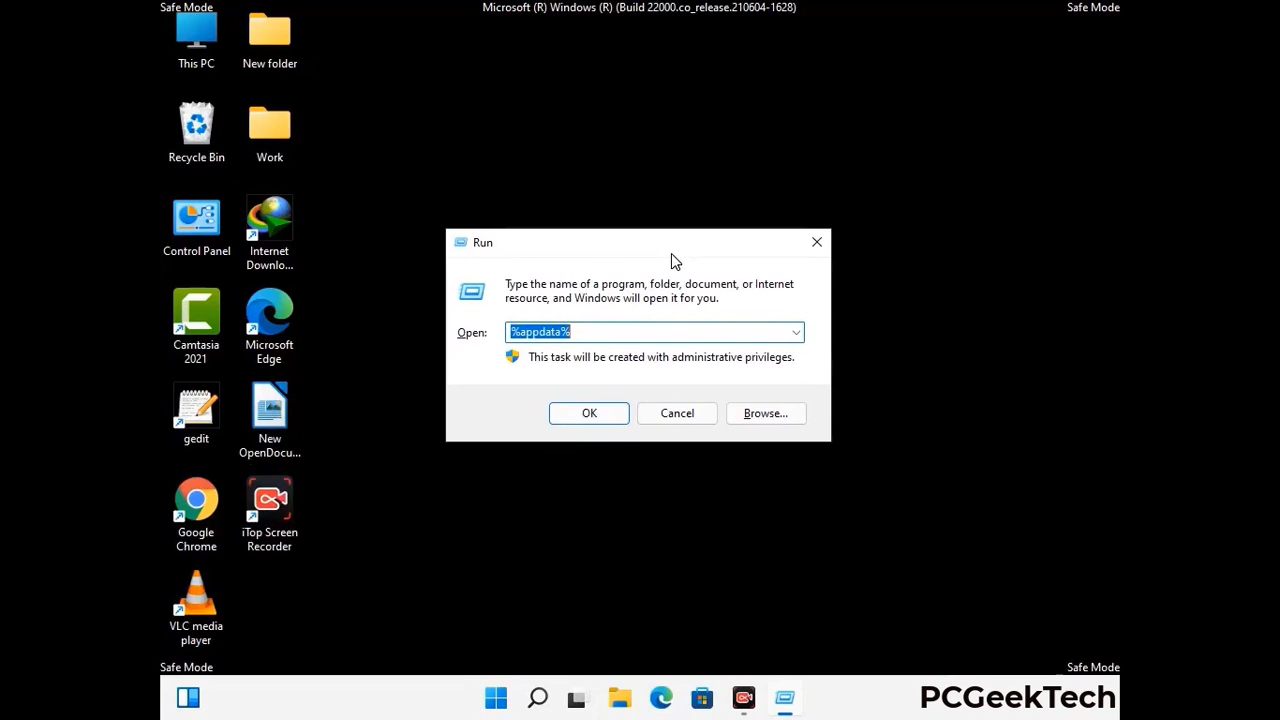 Safe Mode
Microsoft (R) Windows (R) (Build 22000.co_release.210604-1628)
Safe Mode
This PC
New folder
Recycle Bin
Work
Control Panel
Internet
Downlo...
Camtasia
2021
Microsoft
Edge
gedit
New
OpenDocu...
Google
Chrome
iTop Screen
Recorder
VLC media
player
Run
Type the name of a program, folder, document, or Internet
resource, and Windows will open it for you.
Open:
%appdata%
This task will be created with administrative privileges.
OK
Cancel
Browse...
Safe Mode
Safe Mode
PCGeekTech